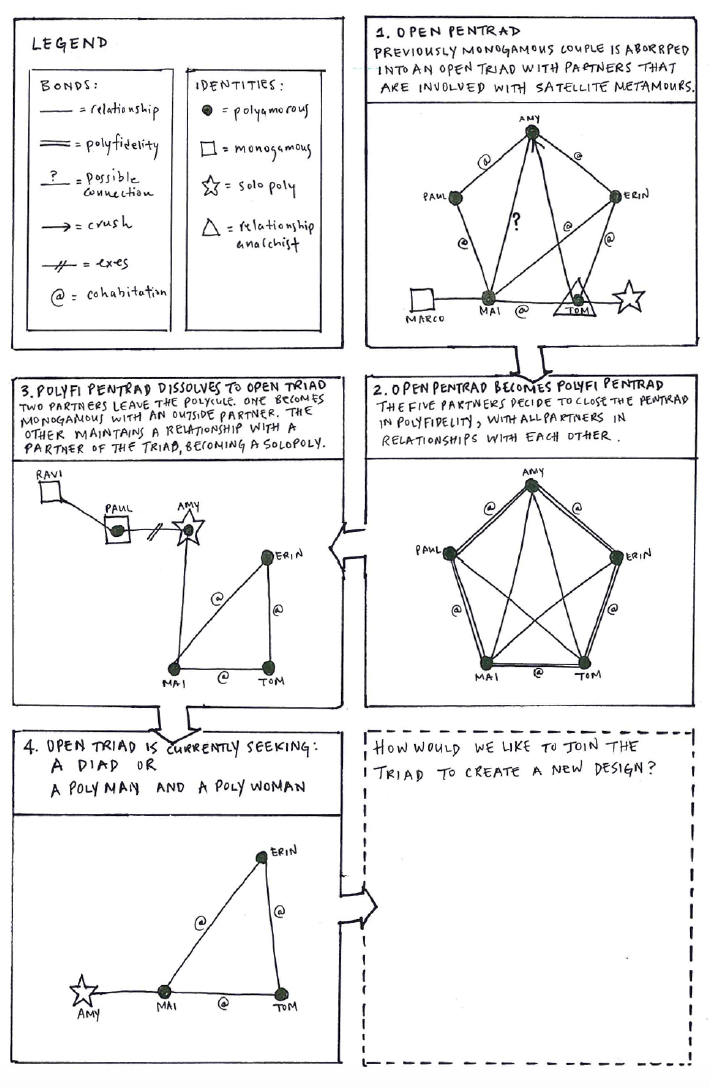 LEGEND
BONDS:
— = relationship
= polyfidelity
? = possible
connection
→ = crush
= exes
@ = cohabitation
IDENTITIES:
● = polyamorous
□ = monogamous
☆ = solo poly
△ = relationship
anarchist
1. OPEN PENTRAD
PREVIOUSLY MONOGAMOUS COUPLE IS ABORRPED
INTO AN OPEN TRIAD WITH PARTNERS THAT
ARE INVOLVED WITH SATELLITE METAMOURS.
AMY
@ @
PAUL ERIN
@ ? @ @
MARCO MAI @ TOM
2. OPEN PENTRAD BECOMES POLYFI PENTRAD
THE FIVE PARTNERS DECIDE TO CLOSE THE PENTRAD
IN POLYFIDELITY, WITH ALL PARTNERS IN
RELATIONSHIPS WITH EACH OTHER.
AMY
@ @
PAUL ERIN
@ @
MAI @ TOM
3. POLYFI PENTRAD DISSOLVES TO OPEN TRIAD
TWO PARTNERS LEAVE THE POLYCULE. ONE BECOMES
MONOGAMOUS WITH AN OUTSIDE PARTNER. THE
OTHER MAINTAINS A RELATIONSHIP WITH A
PARTNER OF THE TRIAD, BECOMING A SOLOPOLY.
RAVI
PAUL AMY
ERIN
@ @
MAI @ TOM
4. OPEN TRIAD IS CURRENTLY SEEKING:
A DIAD OR
A POLY MAN AND A POLY WOMAN
ERIN
@ @
AMY MAI @ TOM
HOW WOULD WE LIKE TO JOIN THE
TRIAD TO CREATE A NEW DESIGN?